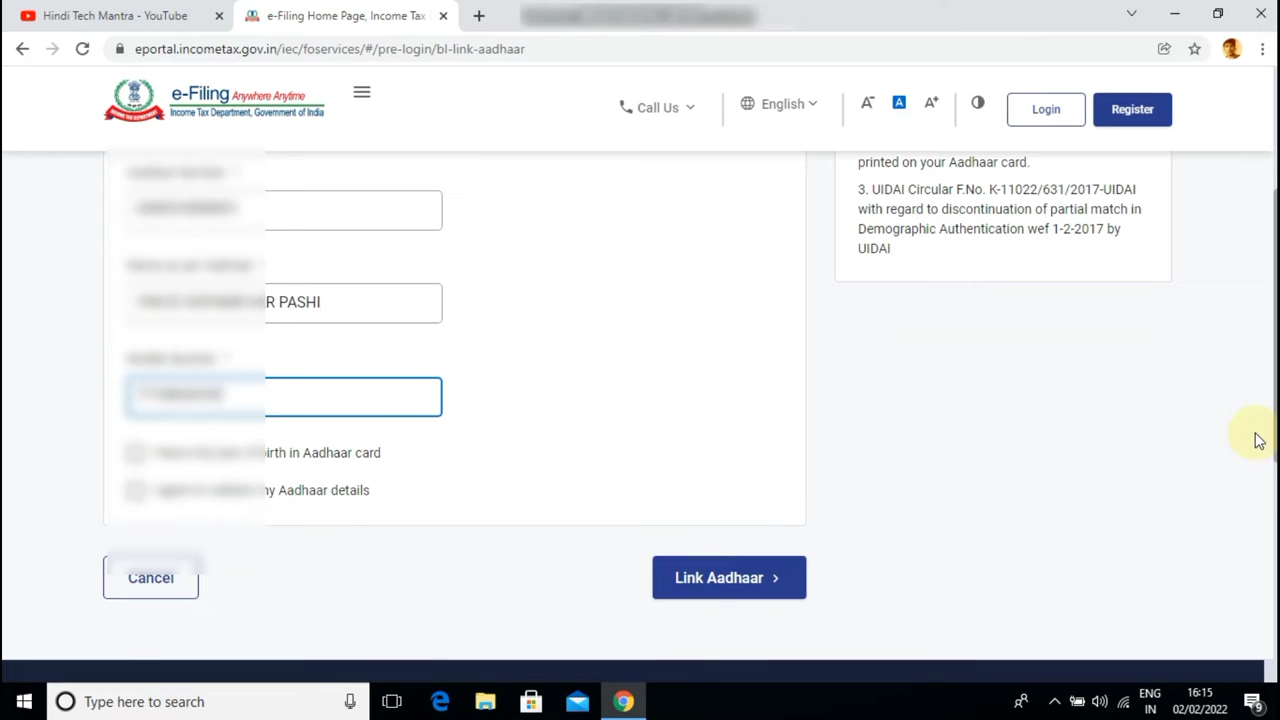 Hindi Tech Mantra - YouTube
e-Filing Home Page, Income Tax
eportal.incometax.gov.in/iec/foservices/#/pre-login/bl-link-aadhaar
e-Filing Anywhere Anytime
Income Tax Department, Government of India
Call Us
English
A-
A
A+
Login
Register
printed on your Aadhaar card.
3. UIDAI Circular F.No. K-11022/631/2017-UIDAI
with regard to discontinuation of partial match in
Demographic Authentication wef 1-2-2017 by
UIDAI
R PASHI
birth in Aadhaar card
my Aadhaar details
Cancel
Link Aadhaar
Type here to search
ENG
IN
16:15
02/02/2022
9